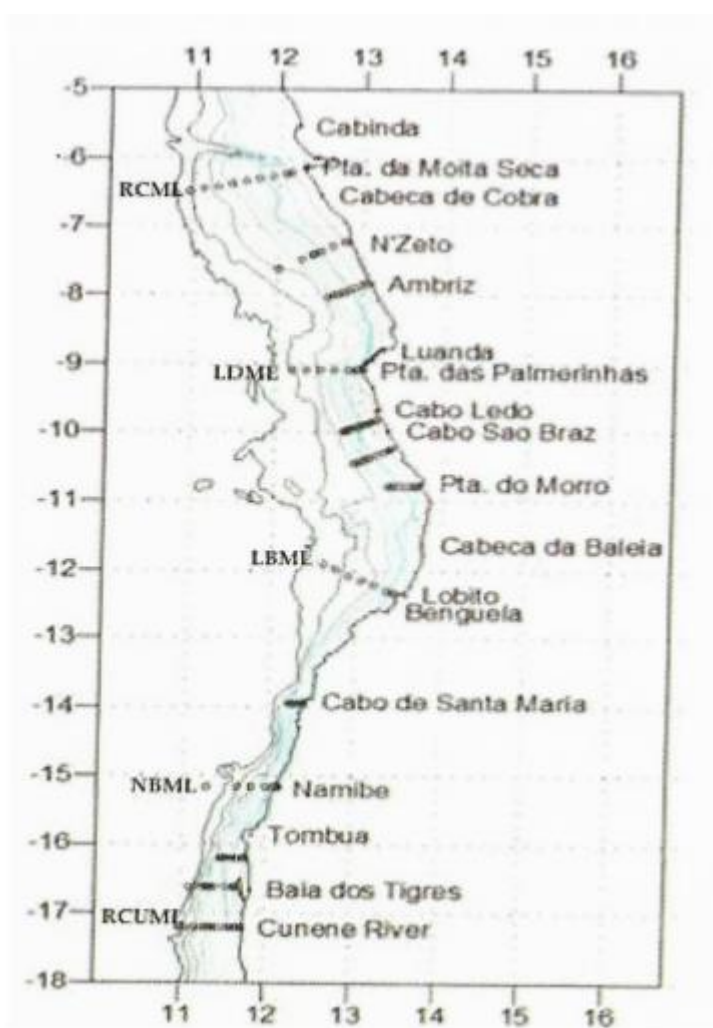 11 12 13 14 15 16
-5
Cabinda
-6
Pta. da Moita Seca
RCML
Cabeca de Cobra
-7
N'Zeto
-8
Ambriz
Luanda
-9
LDML
Pta. das Palmerinhas
Cabo Ledo
-10
Cabo Sao Braz
-11
Pta. do Morro
LBML
Cabeca da Baleia
-12
Lobito
Benguela
-13
-14
Cabo de Santa Maria
-15
NBML
Namibe
-16
Tombua
Baia dos Tigres
-17
RCUML
Cunene River
-18
11 12 13 14 15 16